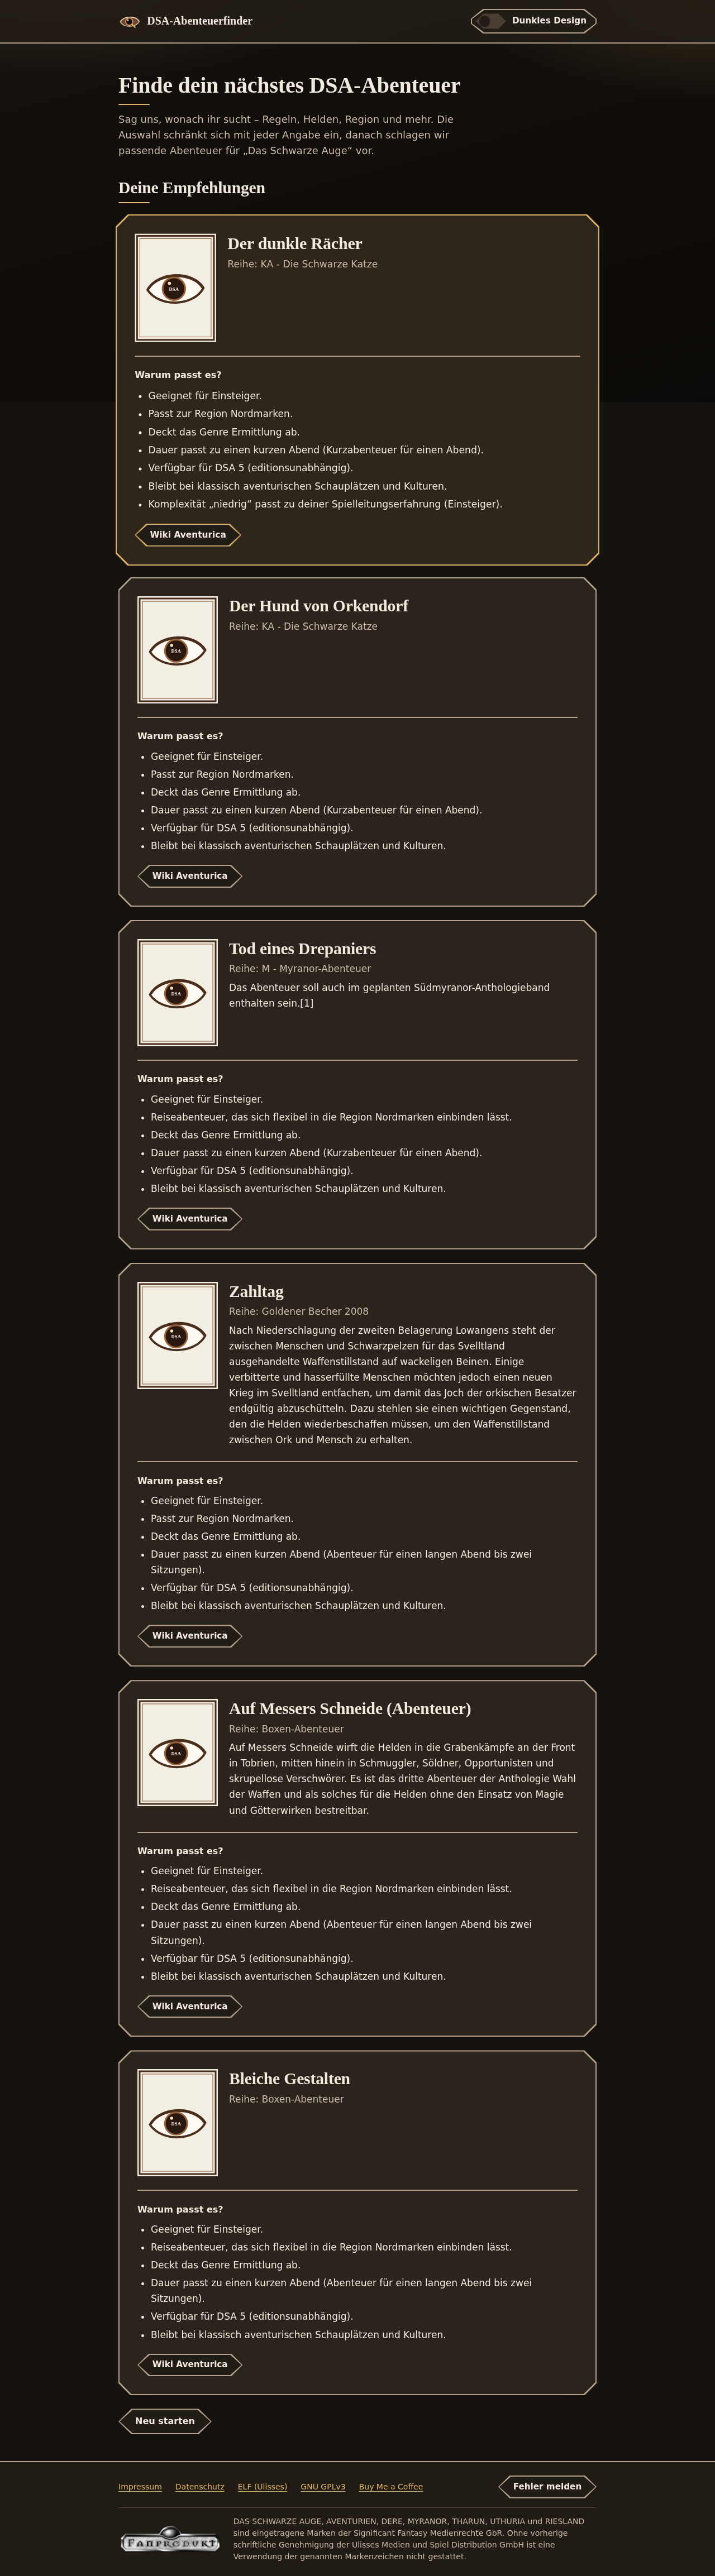 DSA-Abenteuerfinder
Dunkles Design
Finde dein nächstes DSA-Abenteuer
Sag uns, wonach ihr sucht – Regeln, Helden, Region und mehr. Die
Auswahl schränkt sich mit jeder Angabe ein, danach schlagen wir
passende Abenteuer für „Das Schwarze Auge“ vor.
Deine Empfehlungen
DSA
Der dunkle Rächer
Reihe: KA - Die Schwarze Katze
Warum passt es?
• Geeignet für Einsteiger.
• Passt zur Region Nordmarken.
• Deckt das Genre Ermittlung ab.
• Dauer passt zu einen kurzen Abend (Kurzabenteuer für einen Abend).
• Verfügbar für DSA 5 (editionsunabhängig).
• Bleibt bei klassisch aventurischen Schauplätzen und Kulturen.
• Komplexität „niedrig“ passt zu deiner Spielleitungserfahrung (Einsteiger).
Wiki Aventurica
DSA
Der Hund von Orkendorf
Reihe: KA - Die Schwarze Katze
Warum passt es?
• Geeignet für Einsteiger.
• Passt zur Region Nordmarken.
• Deckt das Genre Ermittlung ab.
• Dauer passt zu einen kurzen Abend (Kurzabenteuer für einen Abend).
• Verfügbar für DSA 5 (editionsunabhängig).
• Bleibt bei klassisch aventurischen Schauplätzen und Kulturen.
Wiki Aventurica
DSA
Tod eines Drepaniers
Reihe: M - Myranor-Abenteuer
Das Abenteuer soll auch im geplanten Südmyranor-Anthologieband
enthalten sein.[1]
Warum passt es?
• Geeignet für Einsteiger.
• Reiseabenteuer, das sich flexibel in die Region Nordmarken einbinden lässt.
• Deckt das Genre Ermittlung ab.
• Dauer passt zu einen kurzen Abend (Kurzabenteuer für einen Abend).
• Verfügbar für DSA 5 (editionsunabhängig).
• Bleibt bei klassisch aventurischen Schauplätzen und Kulturen.
Wiki Aventurica
DSA
Zahltag
Reihe: Goldener Becher 2008
Nach Niederschlagung der zweiten Belagerung Lowangens steht der
zwischen Menschen und Schwarzpelzen für das Svelltland
ausgehandelte Waffenstillstand auf wackeligen Beinen. Einige
verbitterte und hasserfüllte Menschen möchten jedoch einen neuen
Krieg im Svelltland entfachen, um damit das Joch der orkischen Besatzer
endgültig abzuschütteln. Dazu stehlen sie einen wichtigen Gegenstand,
den die Helden wiederbeschaffen müssen, um den Waffenstillstand
zwischen Ork und Mensch zu erhalten.
Warum passt es?
• Geeignet für Einsteiger.
• Passt zur Region Nordmarken.
• Deckt das Genre Ermittlung ab.
• Dauer passt zu einen kurzen Abend (Abenteuer für einen langen Abend bis zwei
Sitzungen).
• Verfügbar für DSA 5 (editionsunabhängig).
• Bleibt bei klassisch aventurischen Schauplätzen und Kulturen.
Wiki Aventurica
DSA
Auf Messers Schneide (Abenteuer)
Reihe: Boxen-Abenteuer
Auf Messers Schneide wirft die Helden in die Grabenkämpfe an der Front
in Tobrien, mitten hinein in Schmuggler, Söldner, Opportunisten und
skrupellose Verschwörer. Es ist das dritte Abenteuer der Anthologie Wahl
der Waffen und als solches für die Helden ohne den Einsatz von Magie
und Götterwirken bestreitbar.
Warum passt es?
• Geeignet für Einsteiger.
• Reiseabenteuer, das sich flexibel in die Region Nordmarken einbinden lässt.
• Deckt das Genre Ermittlung ab.
• Dauer passt zu einen kurzen Abend (Abenteuer für einen langen Abend bis zwei
Sitzungen).
• Verfügbar für DSA 5 (editionsunabhängig).
• Bleibt bei klassisch aventurischen Schauplätzen und Kulturen.
Wiki Aventurica
DSA
Bleiche Gestalten
Reihe: Boxen-Abenteuer
Warum passt es?
• Geeignet für Einsteiger.
• Reiseabenteuer, das sich flexibel in die Region Nordmarken einbinden lässt.
• Deckt das Genre Ermittlung ab.
• Dauer passt zu einen kurzen Abend (Abenteuer für einen langen Abend bis zwei
Sitzungen).
• Verfügbar für DSA 5 (editionsunabhängig).
• Bleibt bei klassisch aventurischen Schauplätzen und Kulturen.
Wiki Aventurica
Neu starten
Impressum Datenschutz ELF (Ulisses) GNU GPLv3 Buy Me a Coffee
Fehler melden
FANPRODUKT
DAS SCHWARZE AUGE, AVENTURIEN, DERE, MYRANOR, THARUN, UTHURIA und RIESLAND
sind eingetragene Marken der Significant Fantasy Medienrechte GbR. Ohne vorherige
schriftliche Genehmigung der Ulisses Medien und Spiel Distribution GmbH ist eine
Verwendung der genannten Markenzeichen nicht gestattet.